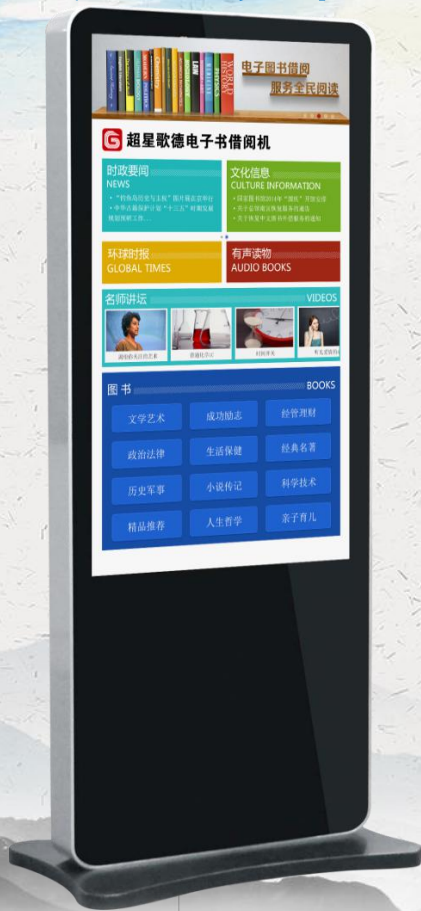 电子图书借阅
服务全民阅读
LAW
Chemistry
WORLD HISTORY
PHYSICS
超星歌德电子书借阅机
时政要闻
NEWS
文化信息
CULTURE INFORMATION
环球时报
GLOBAL TIMES
有声读物
AUDIO BOOKS
名师讲坛
VIDEOS
图书
BOOKS
文学艺术
成功励志
经管理财
政治法律
生活保健
经典名著
历史军事
小说传记
科学技术
精品推荐
人生哲学
亲子育儿